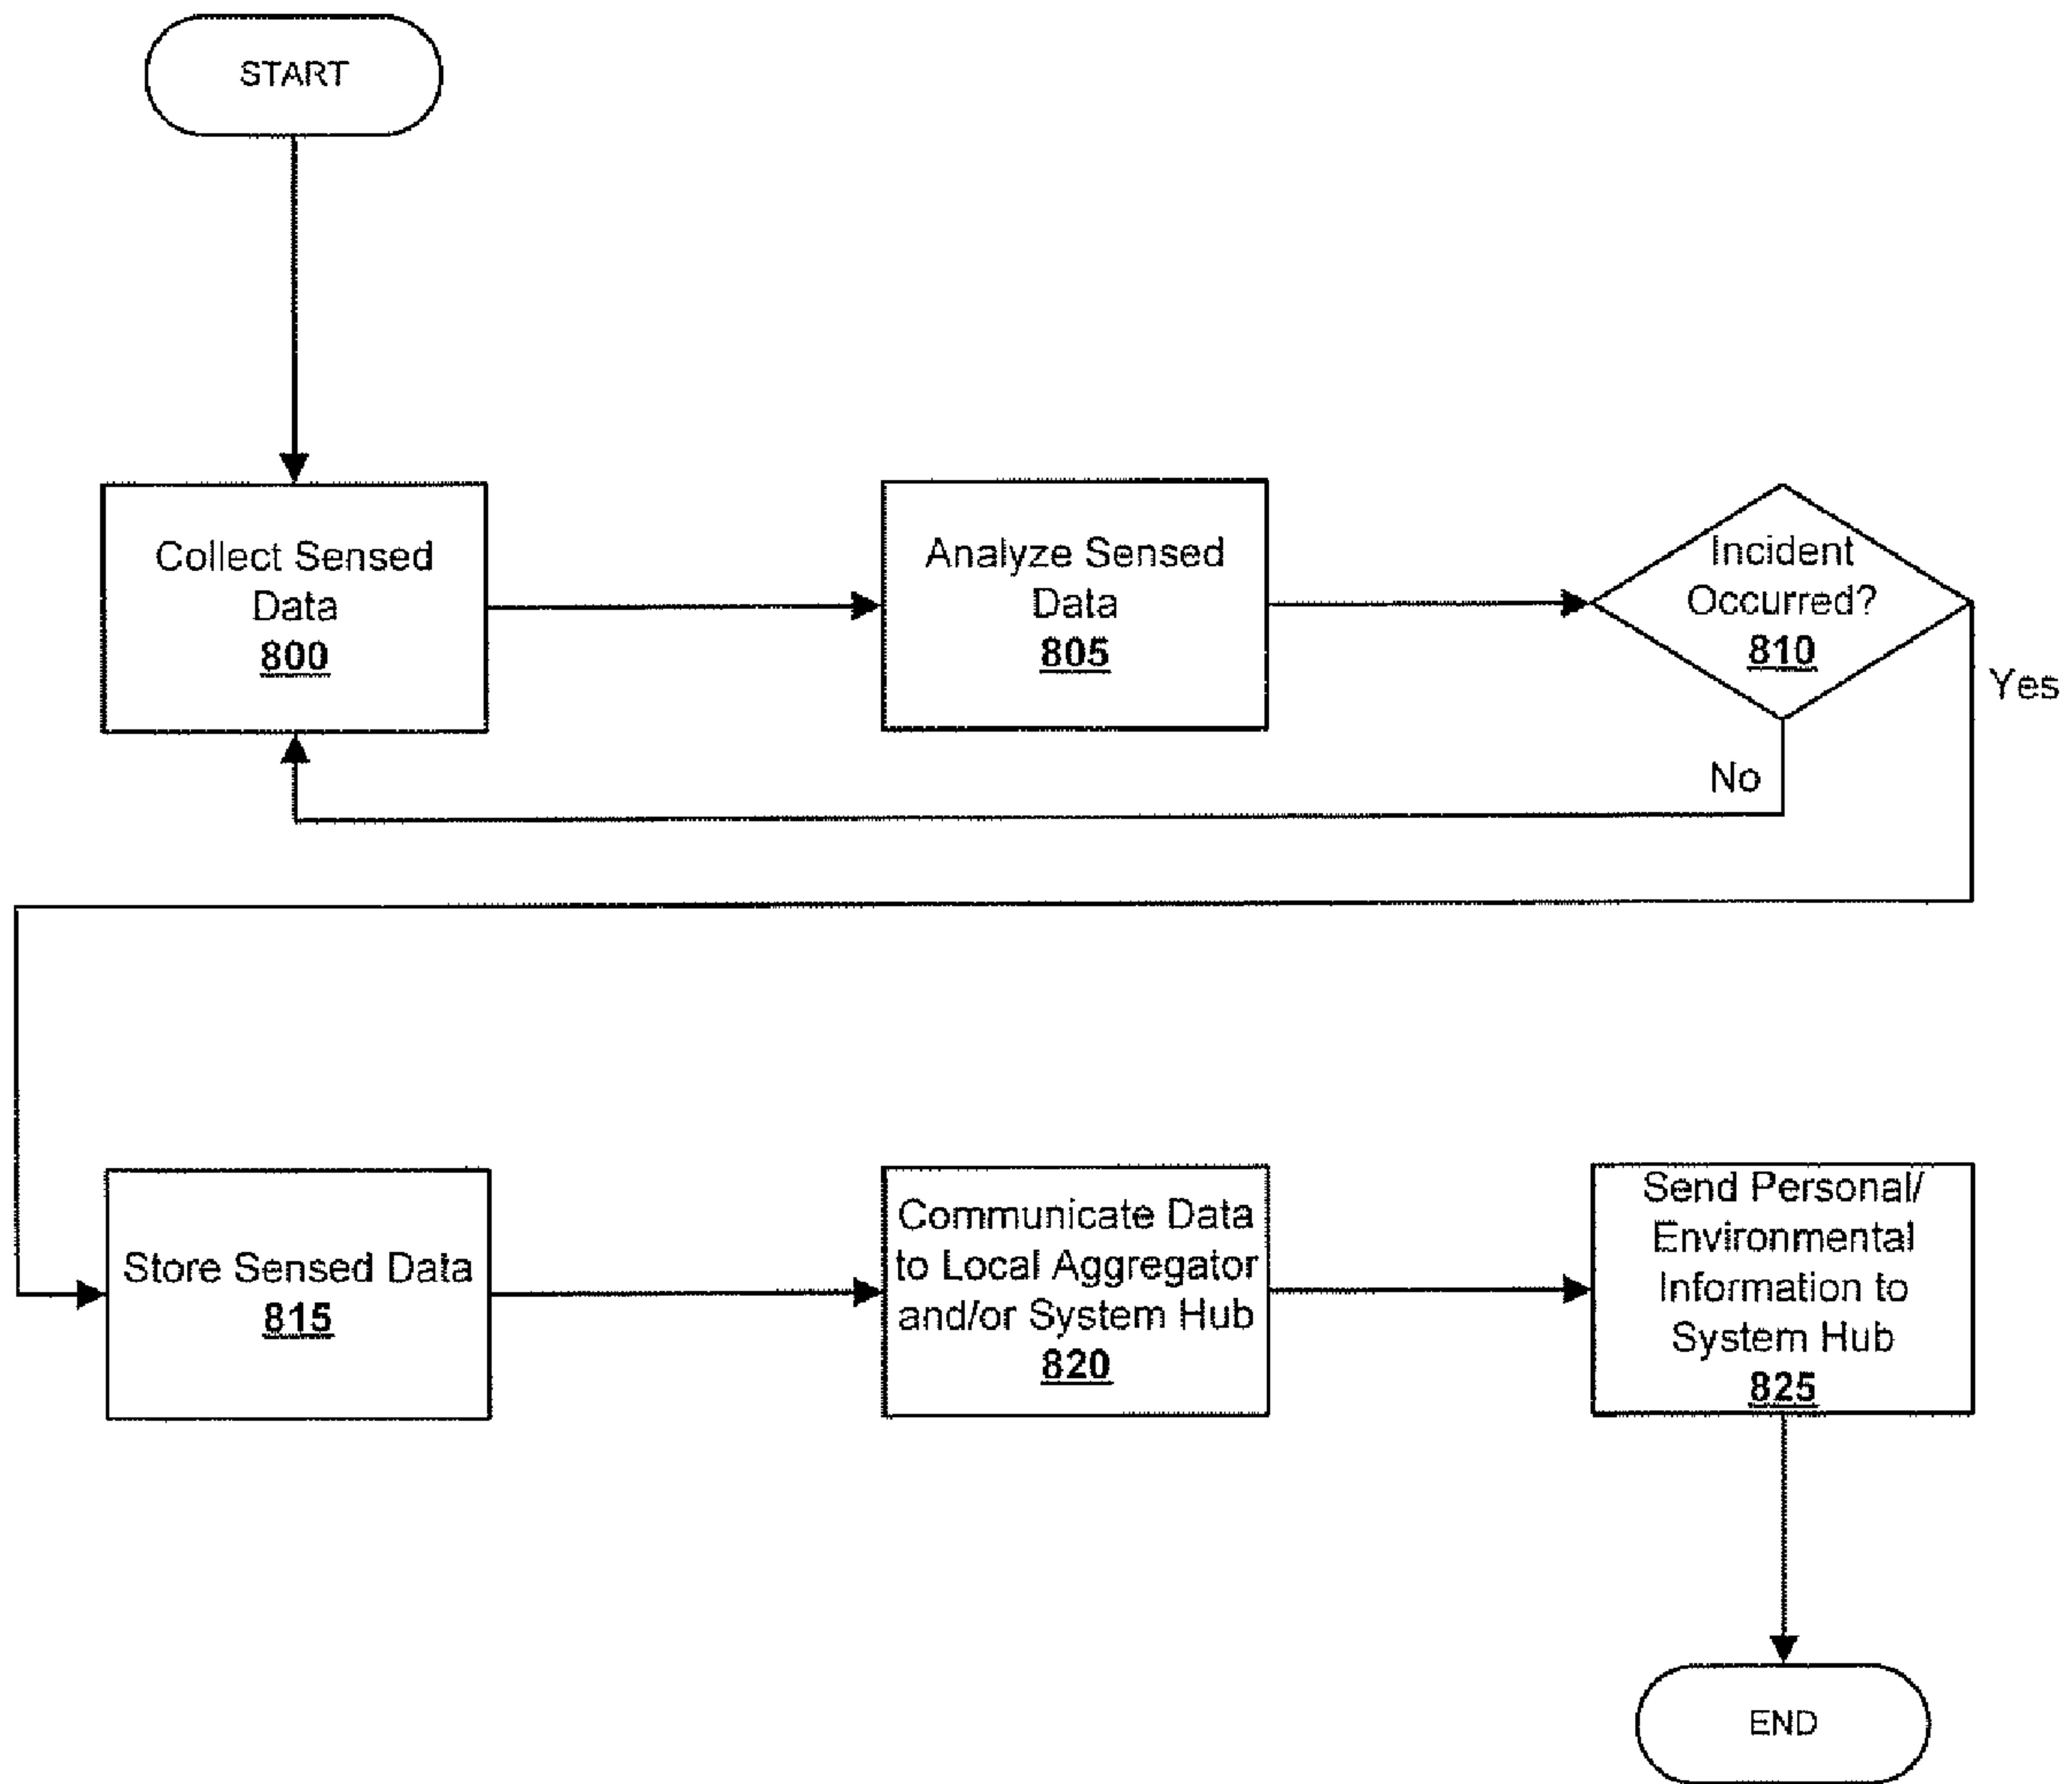 START
Collect Sensed
Data
800
Analyze Sensed
Data
805
Incident
Occurred?
810
Yes
No
Store Sensed Data
815
Communicate Data
to Local Aggregator
and/or System Hub
820
Send Personal/
Environmental
Information to
System Hub
825
END